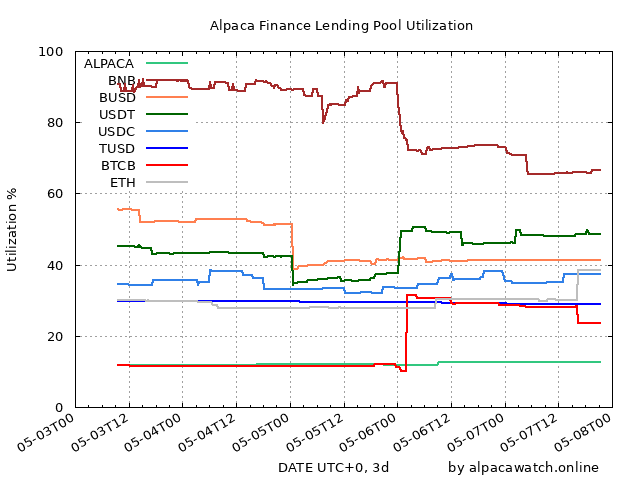 Alpaca Finance Lending Pool Utilization
Utilization %
100
80
60
40
20
0
ALPACA
BNB
BUSD
USDT
USDC
TUSD
BTCB
ETH
05-03T00
05-03T12
05-04T00
05-04T12
05-05T00
05-05T12
05-06T00
05-06T12
05-07T00
05-07T12
05-08T00
DATE UTC+0, 3d
by alpacawatch.online